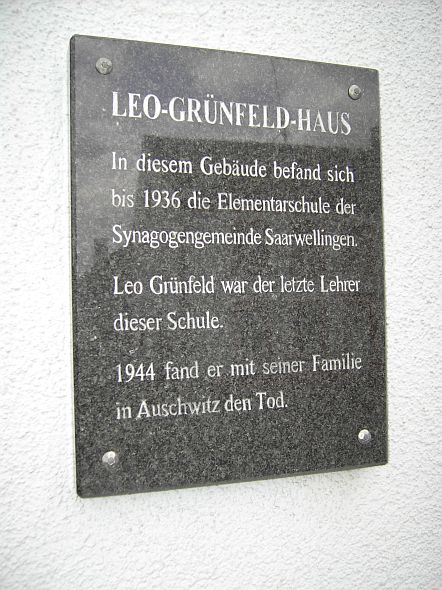 LEO-GRÜNFELD-HAUS
In diesem Gebäude befand sich
bis 1936 die Elementarschule der
Synagogengemeinde Saarwellingen.
Leo Grünfeld war der letzte Lehrer
dieser Schule.
1944 fand er mit seiner Familie
in Auschwitz den Tod.